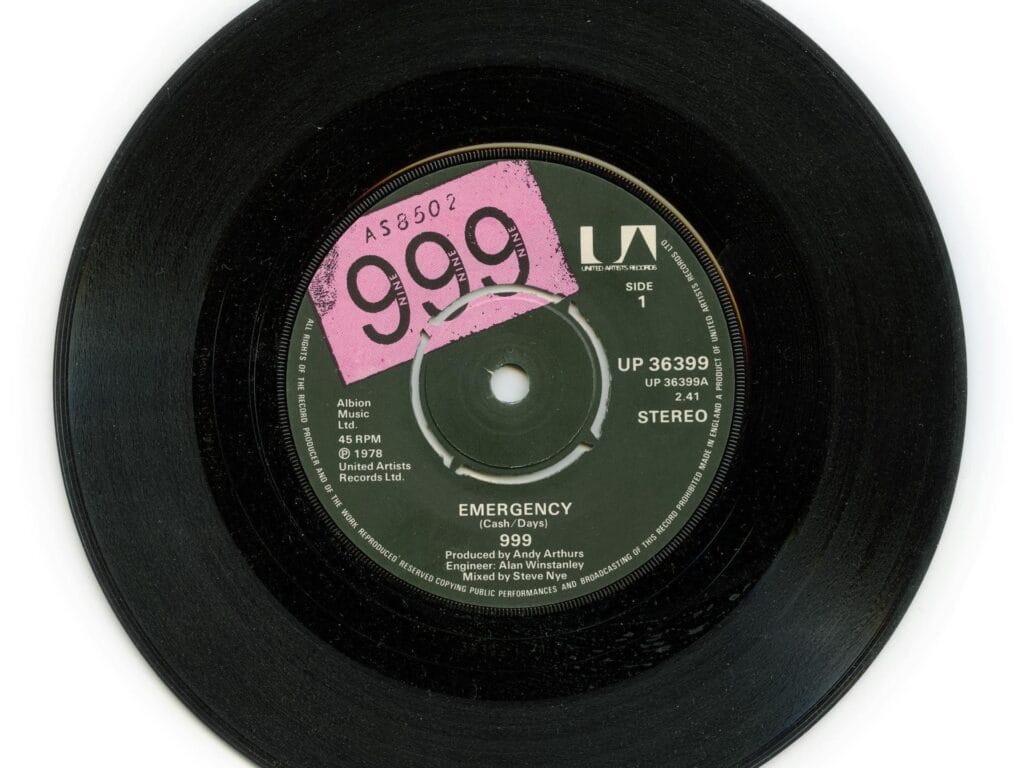 AS8502
999
NINE NINE NINE
UA
UNITED ARTISTS RECORDS
SIDE
1
UP 36399
UP 36399A
2.41
STEREO
Albion
Music
Ltd.
45 RPM
Ⓟ 1978
United Artists
Records Ltd.
EMERGENCY
(Cash/Days)
999
Produced by Andy Arthurs
Engineer: Alan Winstanley
Mixed by Steve Nye
ALL RIGHTS OF THE RECORD PRODUCER AND OF THE WORK REPRODUCED RESERVED COPYING PUBLIC PERFORMANCES AND BROADCASTING OF THIS RECORD PROHIBITED MADE IN ENGLAND A PRODUCT OF UNITED ARTISTS RECORDS LTD